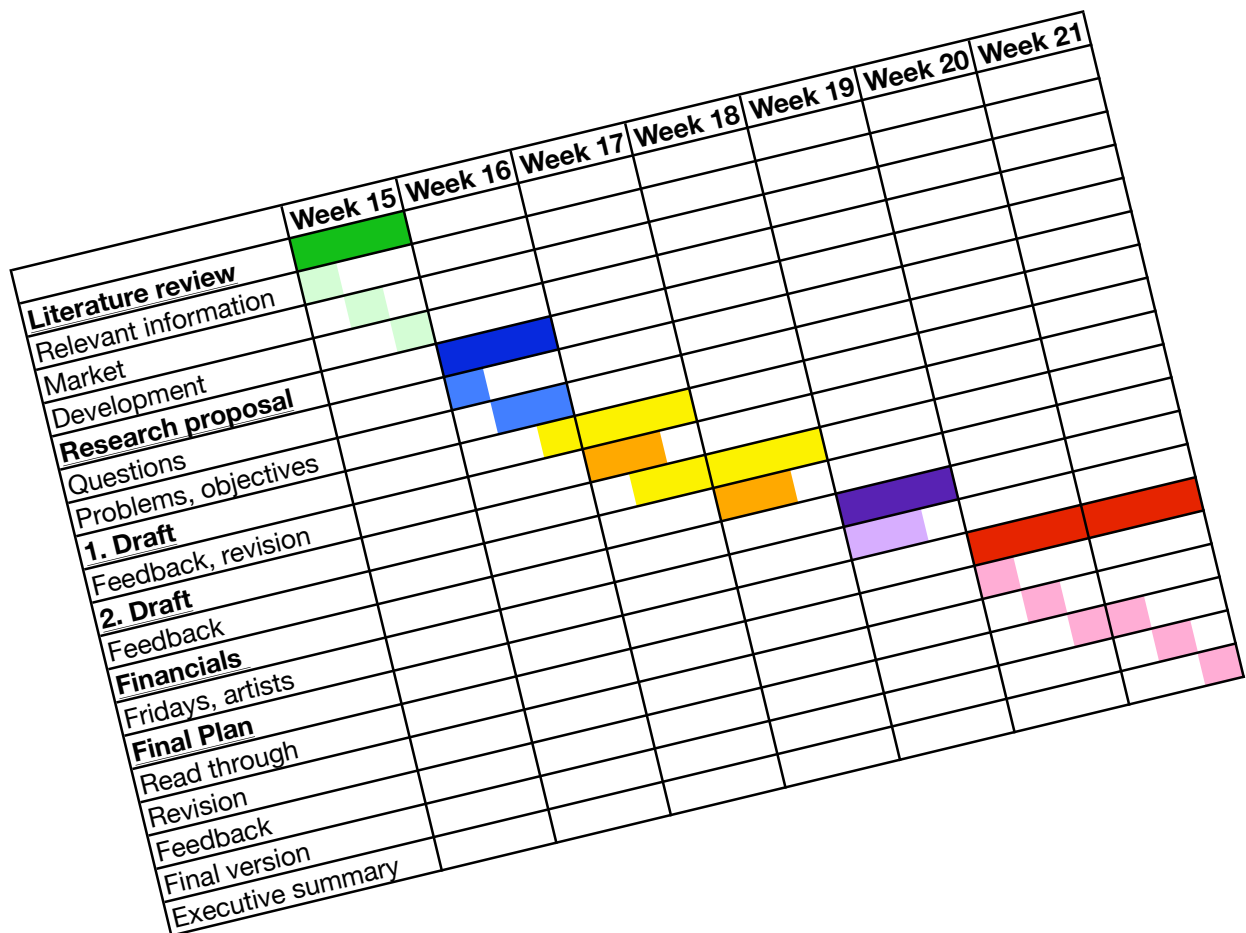 Week 15 Week 16 Week 17 Week 18 Week 19 Week 20 Week 21
Literature review
Relevant information
Market
Development
Research proposal
Questions
Problems, objectives
1. Draft
Feedback, revision
2. Draft
Feedback
Financials
Fridays, artists
Final Plan
Read through
Revision
Feedback
Final version
Executive summary